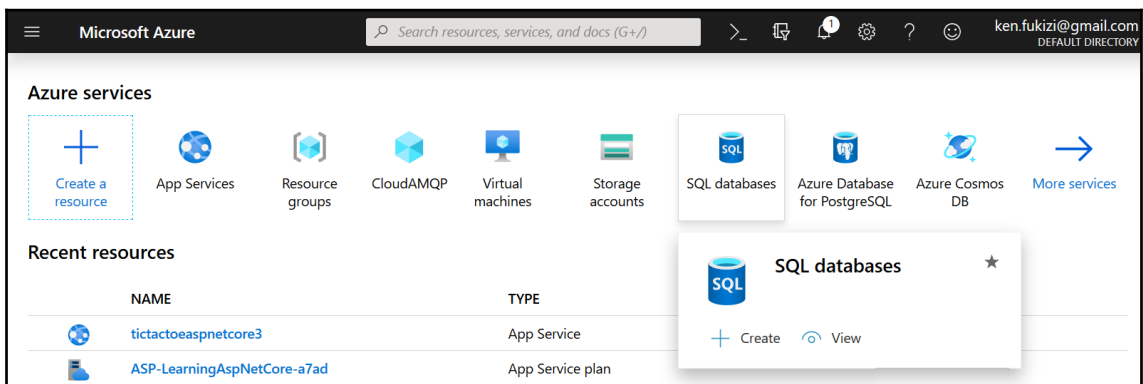 Microsoft Azure
Search resources, services, and docs (G+/)
1
ken.fukizi@gmail.com
DEFAULT DIRECTORY
Azure services
Create a
resource
App Services
Resource
groups
CloudAMQP
Virtual
machines
Storage
accounts
SQL
SQL databases
Azure Database
for PostgreSQL
Azure Cosmos
DB
More services
Recent resources
NAME
TYPE
tictactoeaspnetcore3
App Service
ASP-LearningAspNetCore-a7ad
App Service plan
SQL
SQL databases
Create
View